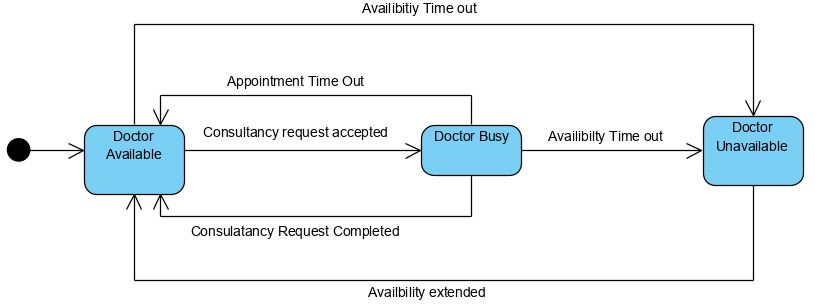 Availibitiy Time out
Appointment Time Out
Consultancy request accepted
Doctor
Available
Doctor Busy
Availibilty Time out
Doctor
Unavailable
Consulatancy Request Completed
Availbility extended